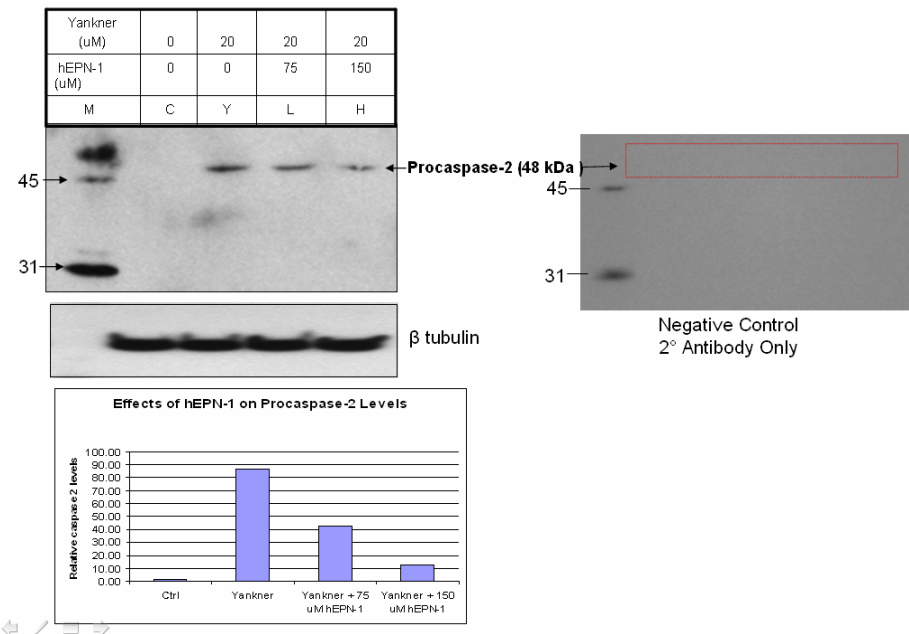 Yankner
(uM) 0 20 20 20
hEPN-1
(uM) 0 0 75 150
M C Y L H
45
31
Procaspase-2 (48 kDa )
45
31
β tubulin
Negative Control
2° Antibody Only
Effects of hEPN-1 on Procaspase-2 Levels
Relative caspase 2 levels
100.00
90.00
80.00
70.00
60.00
50.00
40.00
30.00
20.00
10.00
0.00
Ctrl
Yankner
Yankner + 75
uM hEPN-1
Yankner + 150
uM hEPN-1